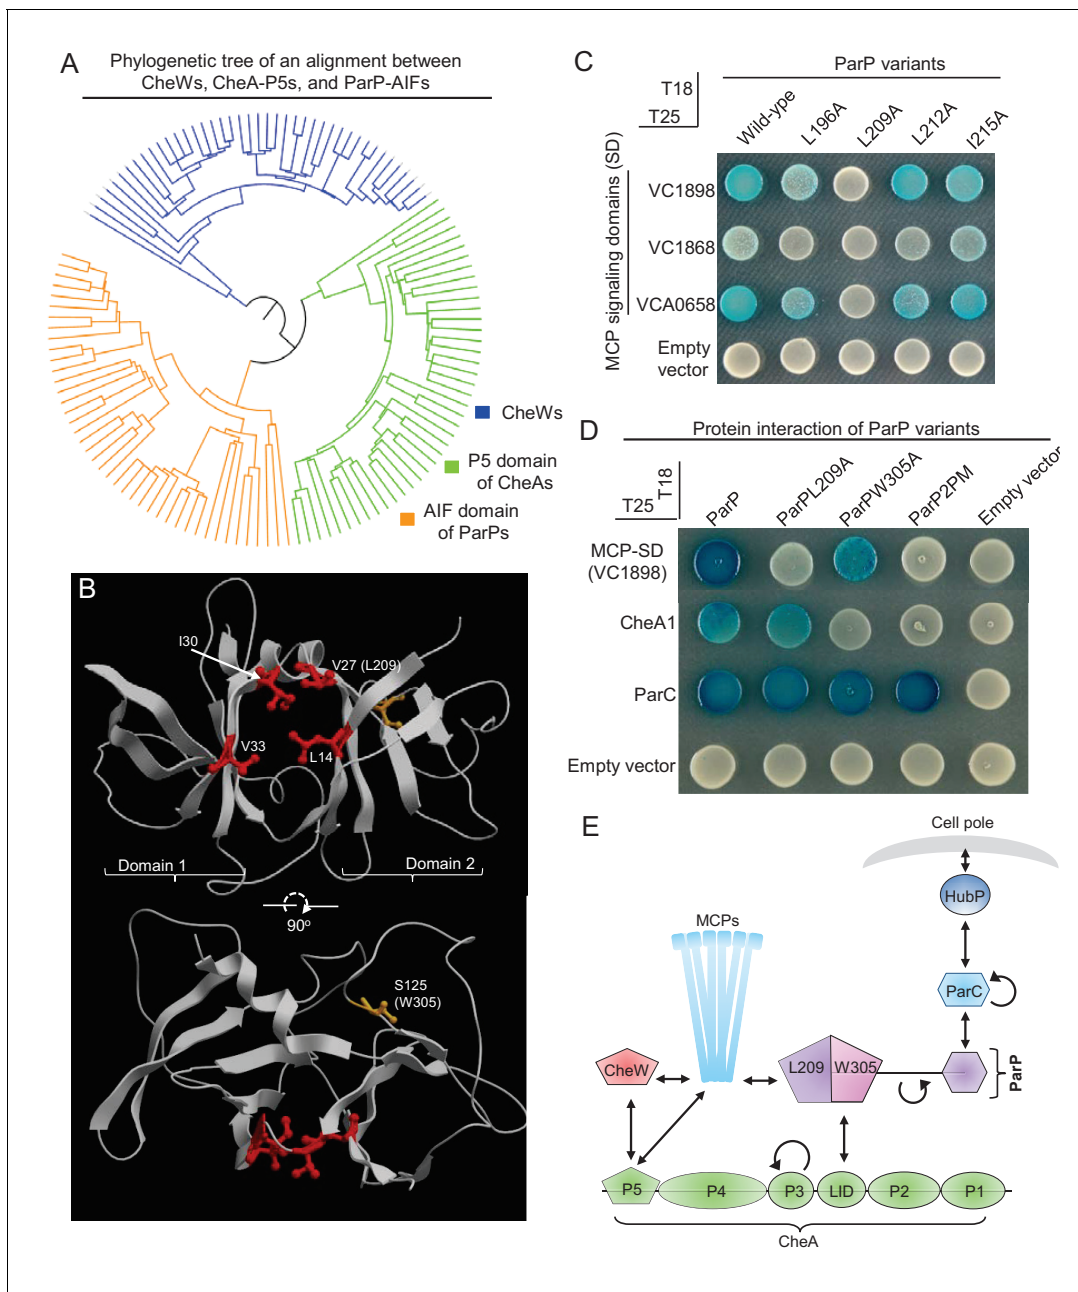 A
Phylogenetic tree of an alignment between
CheWs, CheA-P5s, and ParP-AIFs
CheWs
P5 domain
of CheAs
AIF domain
of ParPs
B
I30
V27 (L209)
V33
L14
Domain 1
Domain 2
90º
S125
(W305)
C
ParP variants
T18
T25
Wild-ype
L196A
L209A
L212A
I215A
MCP signaling domains (SD)
VC1898
VC1868
VCA0658
Empty
vector
D
Protein interaction of ParP variants
T18
T25
ParP
ParPL209A
ParPW305A
ParP2PM
Empty vector
MCP-SD
(VC1898)
CheA1
ParC
Empty vector
E
Cell pole
HubP
MCPs
ParC
CheW
L209
W305
ParP
P5
P4
P3
LID
P2
P1
CheA